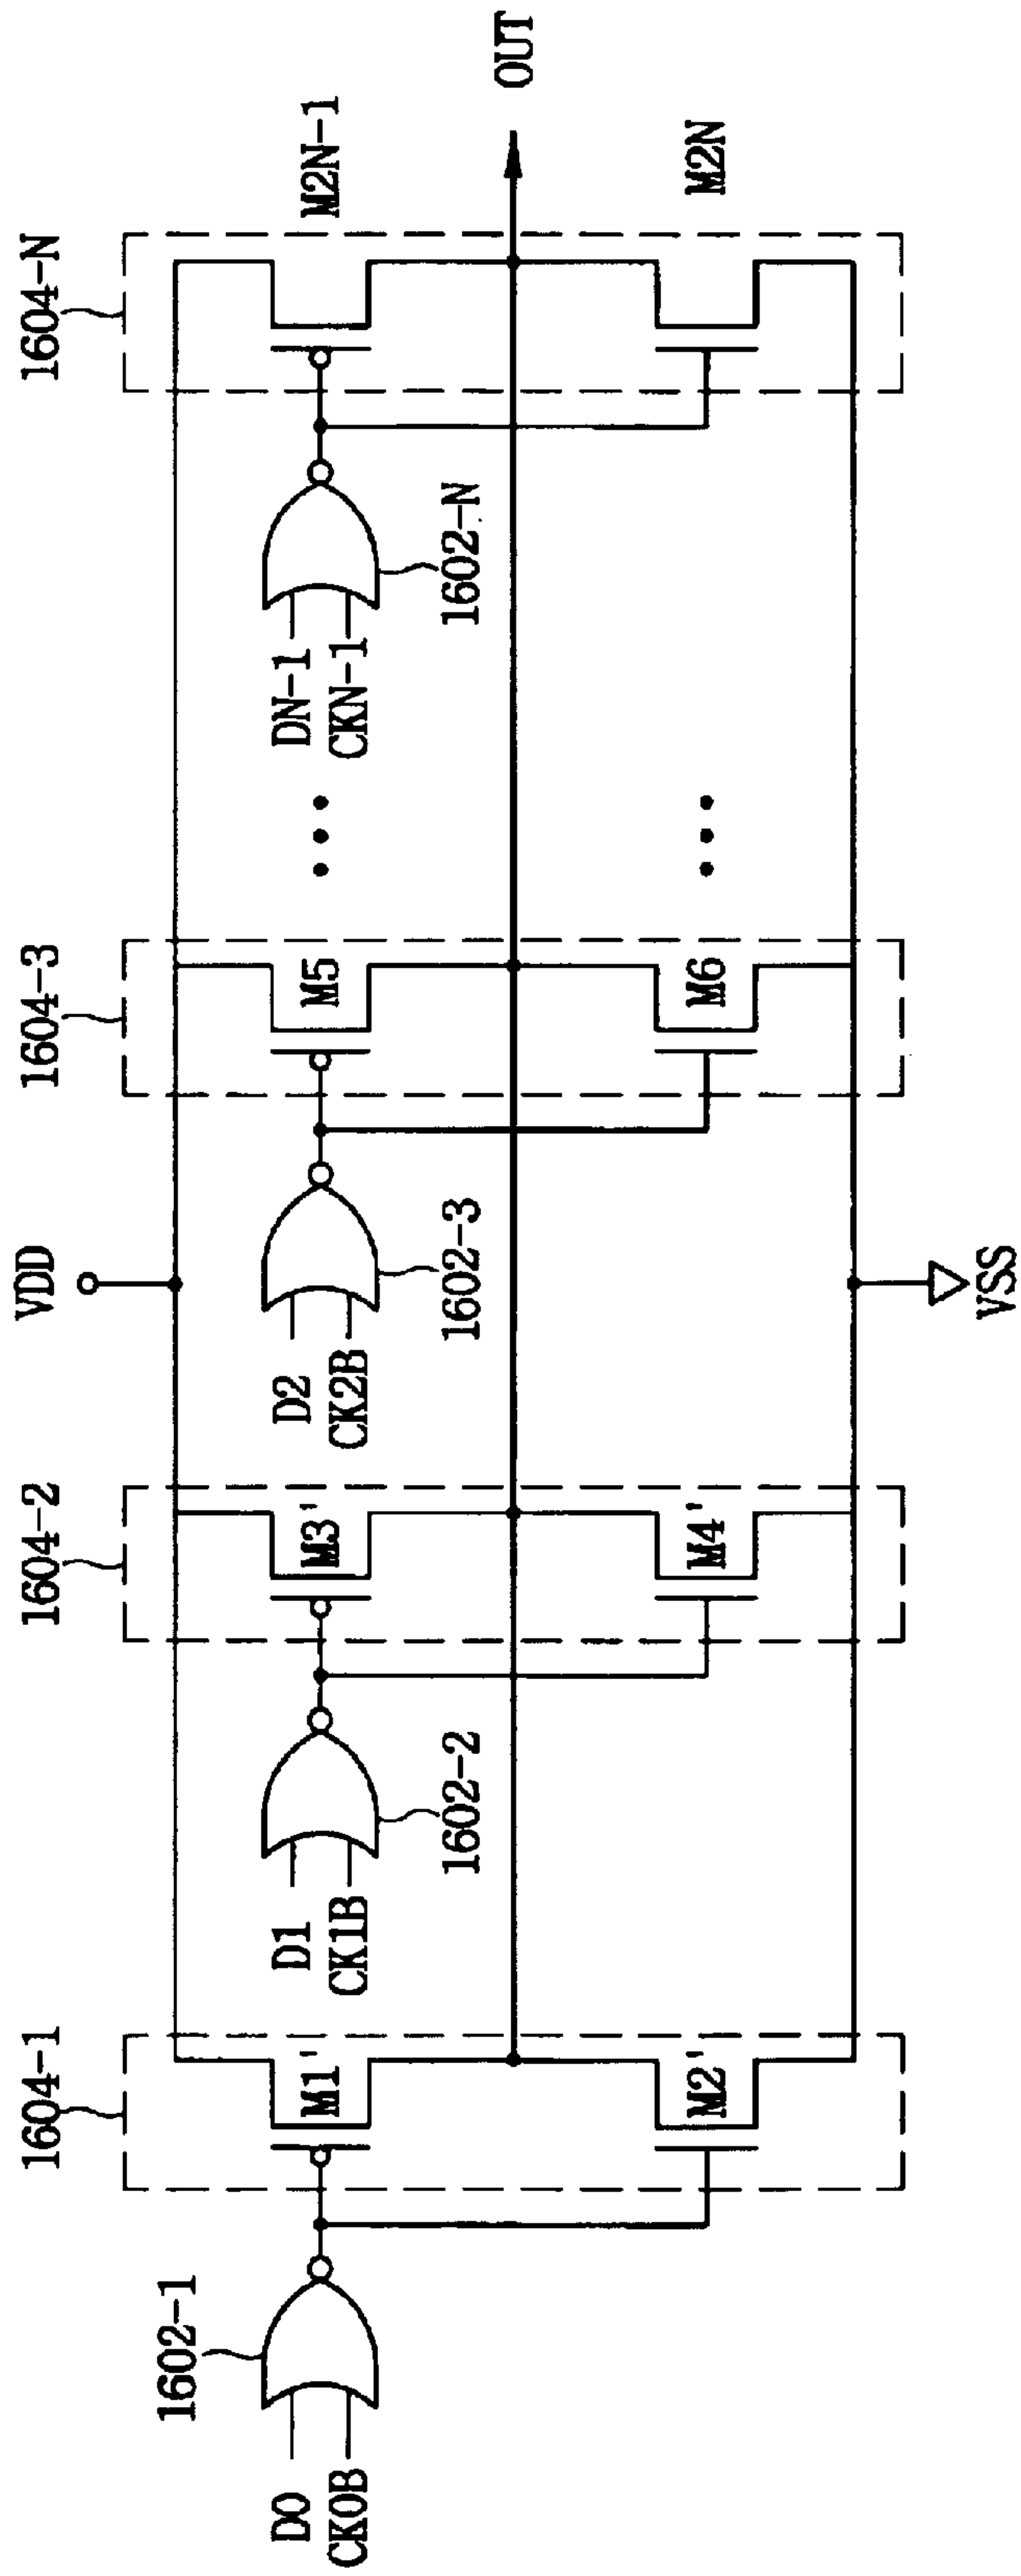 VDD
1604-1
1604-2
1604-3
1604-N
1602-1
D0
CK0B
M1'
D1
CK1B
M3'
D2
CK2B
M5
DN-1
CKN-1
M2N-1
1602-2
1602-3
1602-N
OUT
M2'
M4'
M6
M2N
VSS